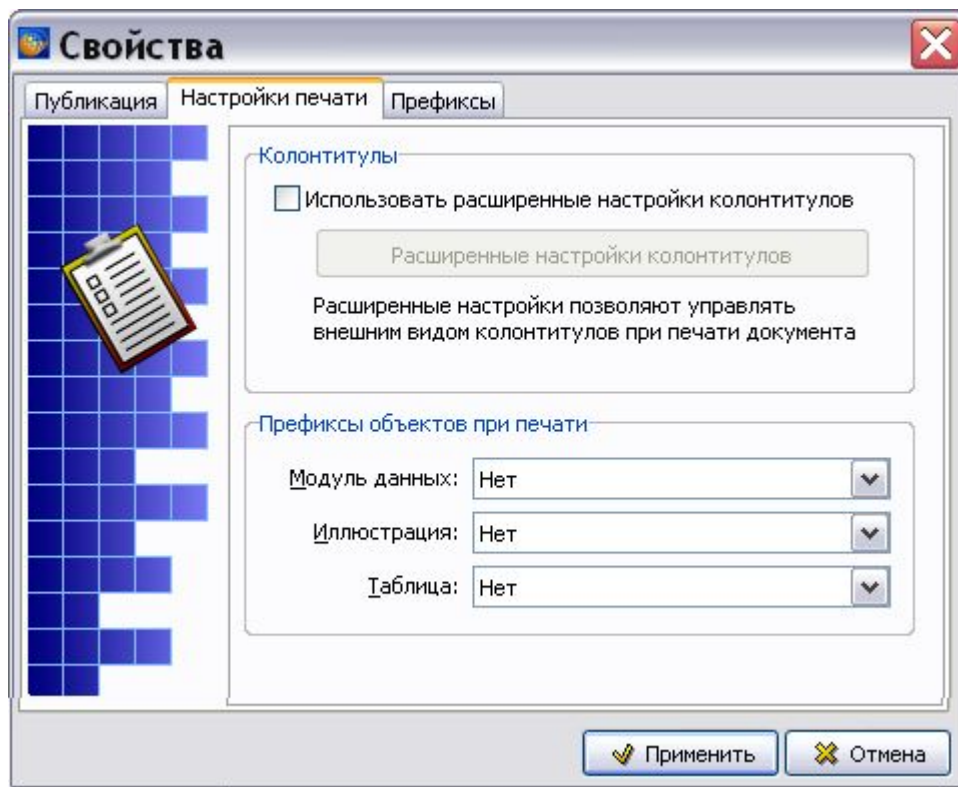 Свойства
Публикация Настройки печати Префиксы
Колонтитулы
Использовать расширенные настройки колонтитулов
Расширенные настройки колонтитулов
Расширенные настройки позволяют управлять
внешним видом колонтитулов при печати документа
Префиксы объектов при печати
Модуль данных: Нет
Иллюстрация: Нет
Таблица: Нет
Применить Отмена